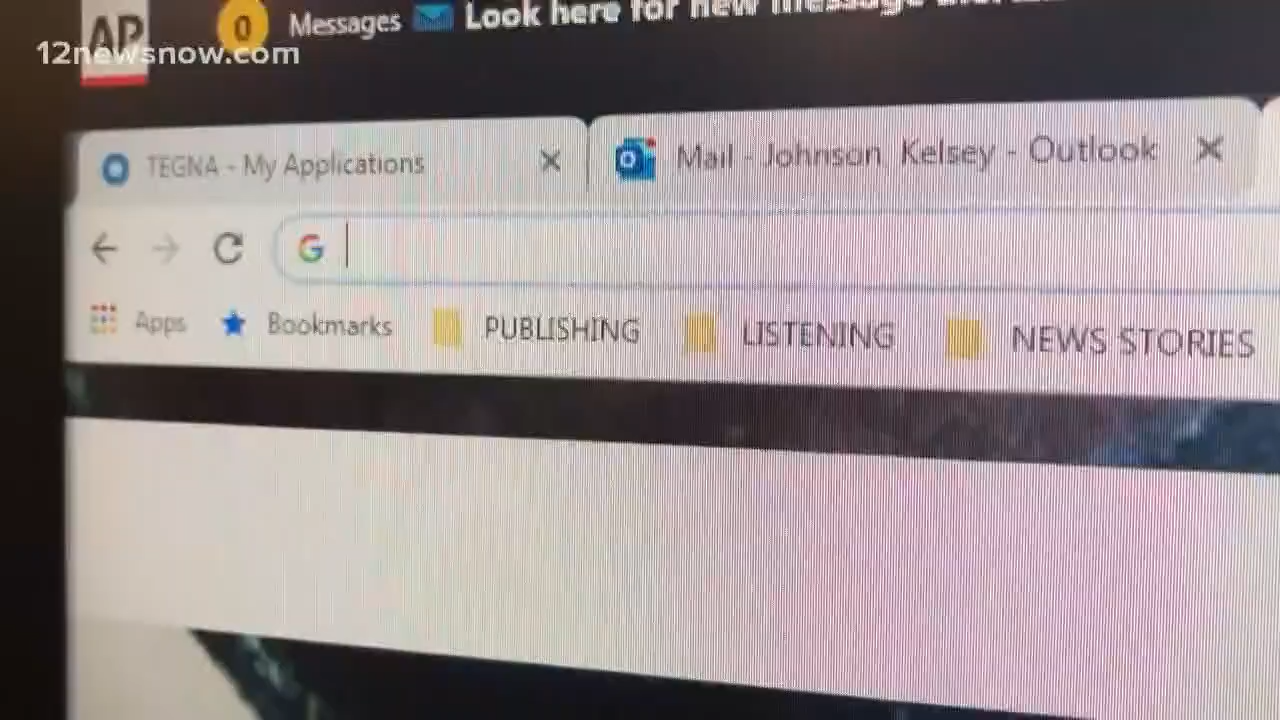 AP
0 Messages Look here for new message
12newsnow.com
TEGNA - My Applications
Mail - Johnson, Kelsey - Outlook
G
Apps Bookmarks PUBLISHING LISTENING NEWS STORIES